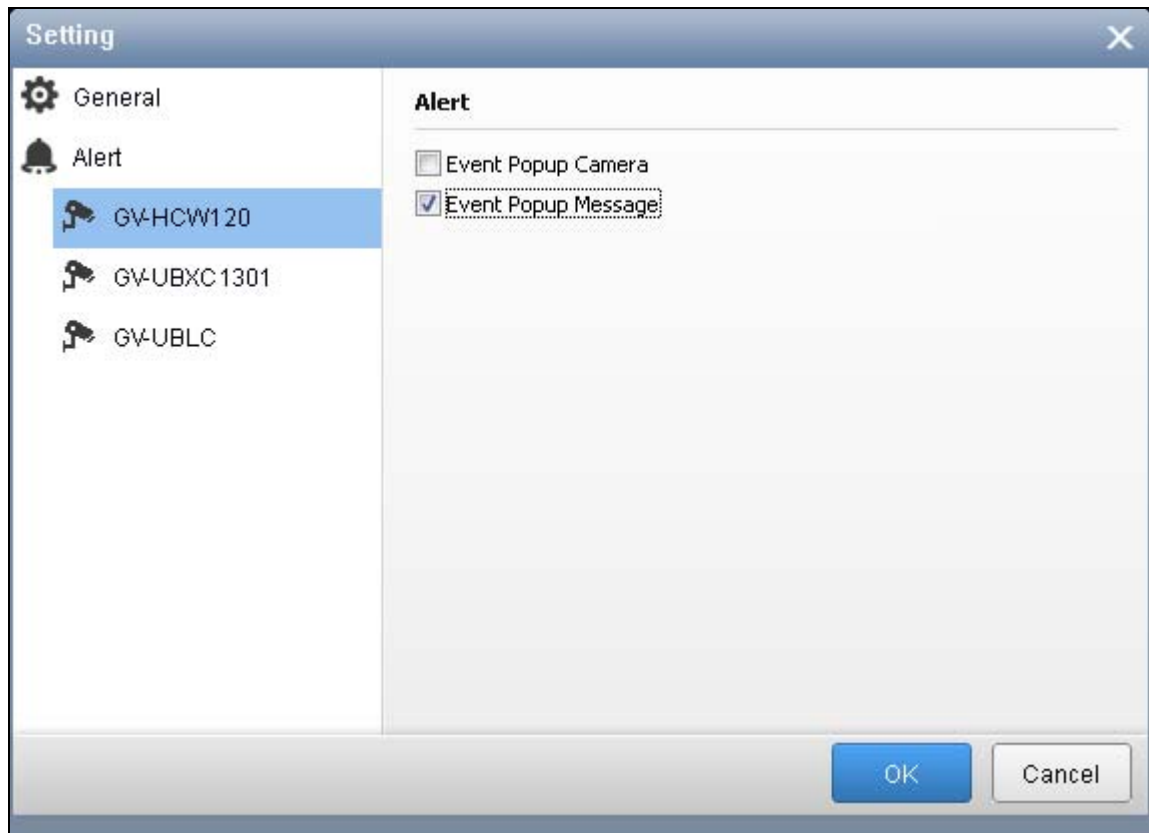 Setting
General
Alert
GV-HCW120
GV-UBXC1301
GV-UBLC
Alert
Event Popup Camera
Event Popup Message
OK
Cancel